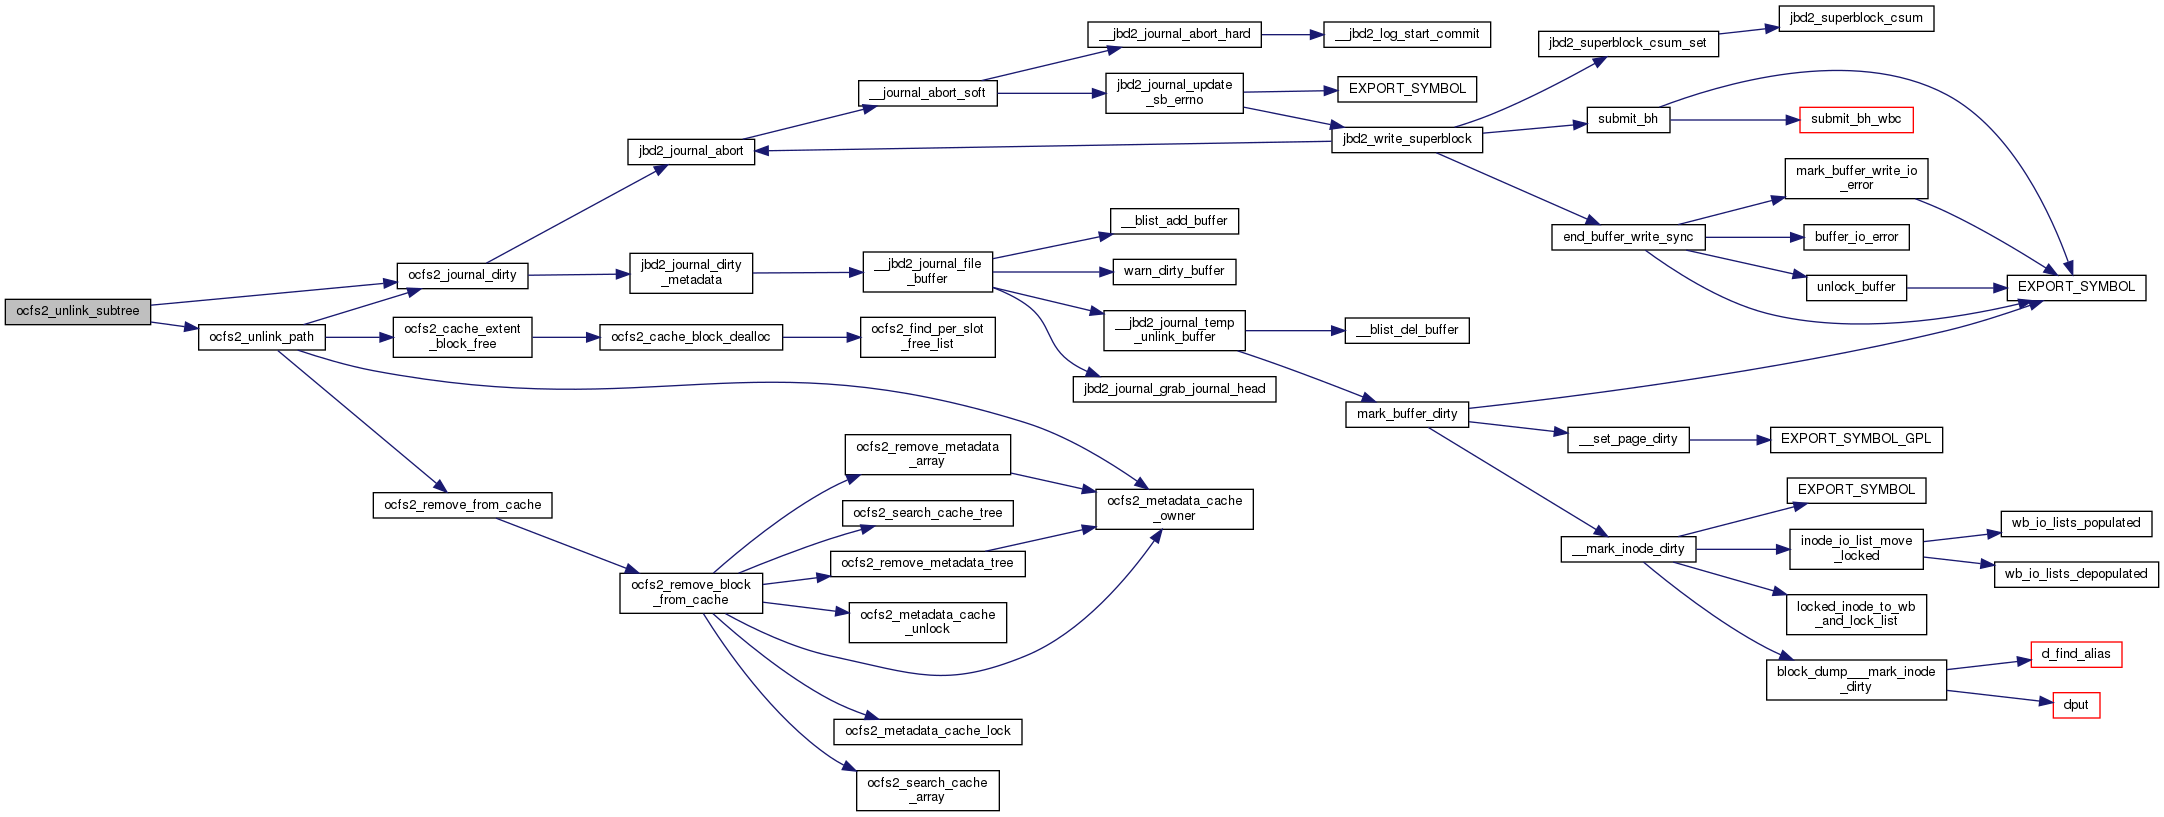 ocfs2_unlink_subtree
ocfs2_journal_dirty
ocfs2_unlink_path
jbd2_journal_abort
__journal_abort_soft
__jbd2_journal_abort_hard
__jbd2_log_start_commit
jbd2_journal_update
_sb_errno
EXPORT_SYMBOL
jbd2_write_superblock
jbd2_superblock_csum_set
jbd2_superblock_csum
submit_bh
submit_bh_wbc
end_buffer_write_sync
mark_buffer_write_io
_error
buffer_io_error
unlock_buffer
EXPORT_SYMBOL
jbd2_journal_dirty
_metadata
__jbd2_journal_file
_buffer
__blist_add_buffer
warn_dirty_buffer
__jbd2_journal_temp
_unlink_buffer
jbd2_journal_grab_journal_head
__blist_del_buffer
mark_buffer_dirty
__set_page_dirty
EXPORT_SYMBOL_GPL
__mark_inode_dirty
EXPORT_SYMBOL
inode_io_list_move
_locked
wb_io_lists_populated
wb_io_lists_depopulated
locked_inode_to_wb
_and_lock_list
block_dump___mark_inode
_dirty
d_find_alias
dput
ocfs2_cache_extent
_block_free
ocfs2_cache_block_dealloc
ocfs2_find_per_slot
_free_list
ocfs2_remove_from_cache
ocfs2_remove_block
_from_cache
ocfs2_remove_metadata
_array
ocfs2_search_cache_tree
ocfs2_remove_metadata_tree
ocfs2_metadata_cache
_unlock
ocfs2_metadata_cache
_owner
ocfs2_metadata_cache_lock
ocfs2_search_cache
_array